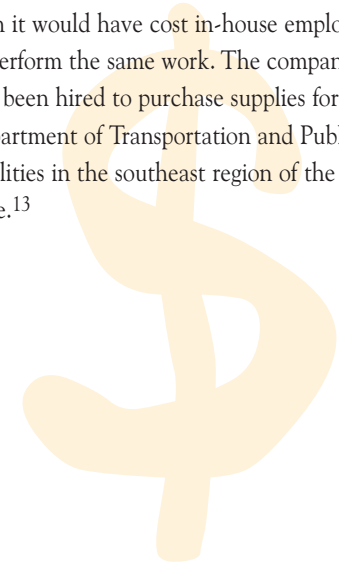 n it would have cost in-house emplo
erform the same work. The compan
been hired to purchase supplies for
artment of Transportation and Publ
lities in the southeast region of the
e.13